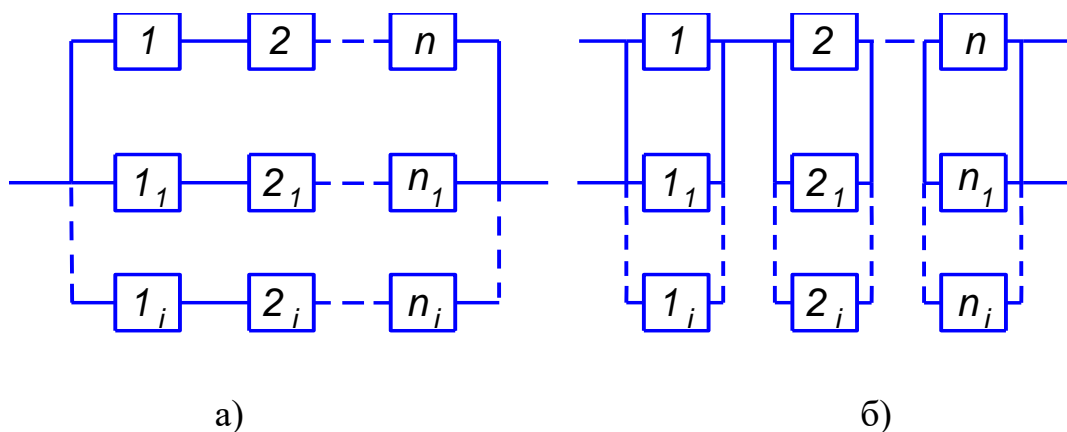 1 2 n 1 2 n
1₁ 2₁ n₁ 1₁ 2₁ n₁
1ᵢ 2ᵢ nᵢ 1ᵢ 2ᵢ nᵢ
а) б)